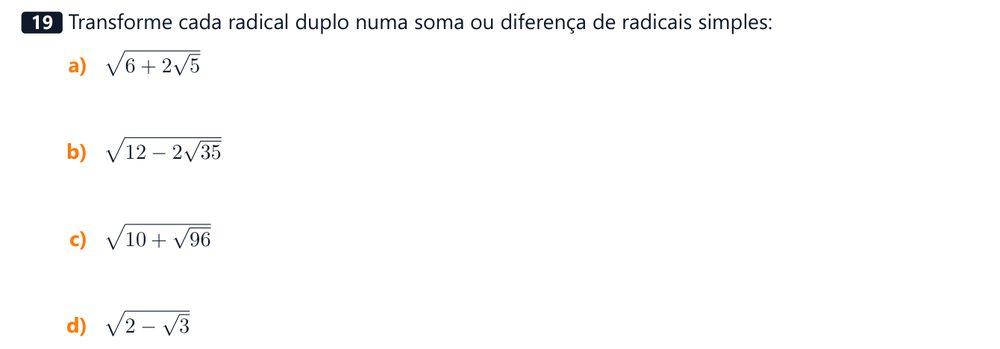 19 Transforme cada radical duplo numa soma ou diferença de radicais simples:
a) √(6 + 2√5)
b) √(12 − 2√35)
c) √(10 + √96)
d) √(2 − √3)